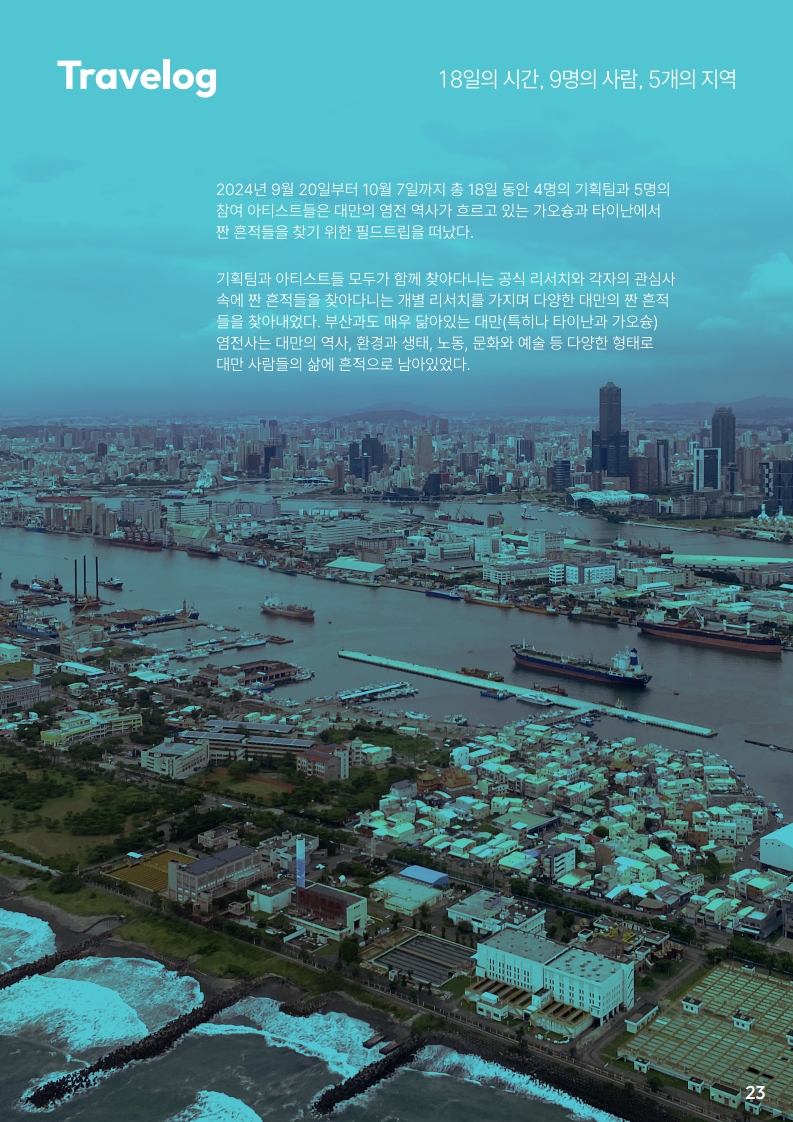 Travelog
18일의 시간, 9명의 사람, 5개의 지역
2024년 9월 20일부터 10월 7일까지 총 18일 동안 4명의 기획팀과 5명의
참여 아티스트들은 대만의 염전 역사가 흐르고 있는 가오슝과 타이난에서
짠 흔적들을 찾기 위한 필드트립을 떠났다.
기획팀과 아티스트들 모두가 함께 찾아다니는 공식 리서치와 각자의 관심사
속에 짠 흔적들을 찾아다니는 개별 리서치를 가지며 다양한 대만의 짠 흔적
들을 찾아내었다. 부산과도 매우 닮아있는 대만(특히나 타이난과 가오슝)
염전사는 대만의 역사, 환경과 생태, 노동, 문화와 예술 등 다양한 형태로
대만 사람들의 삶에 흔적으로 남아있었다.
23